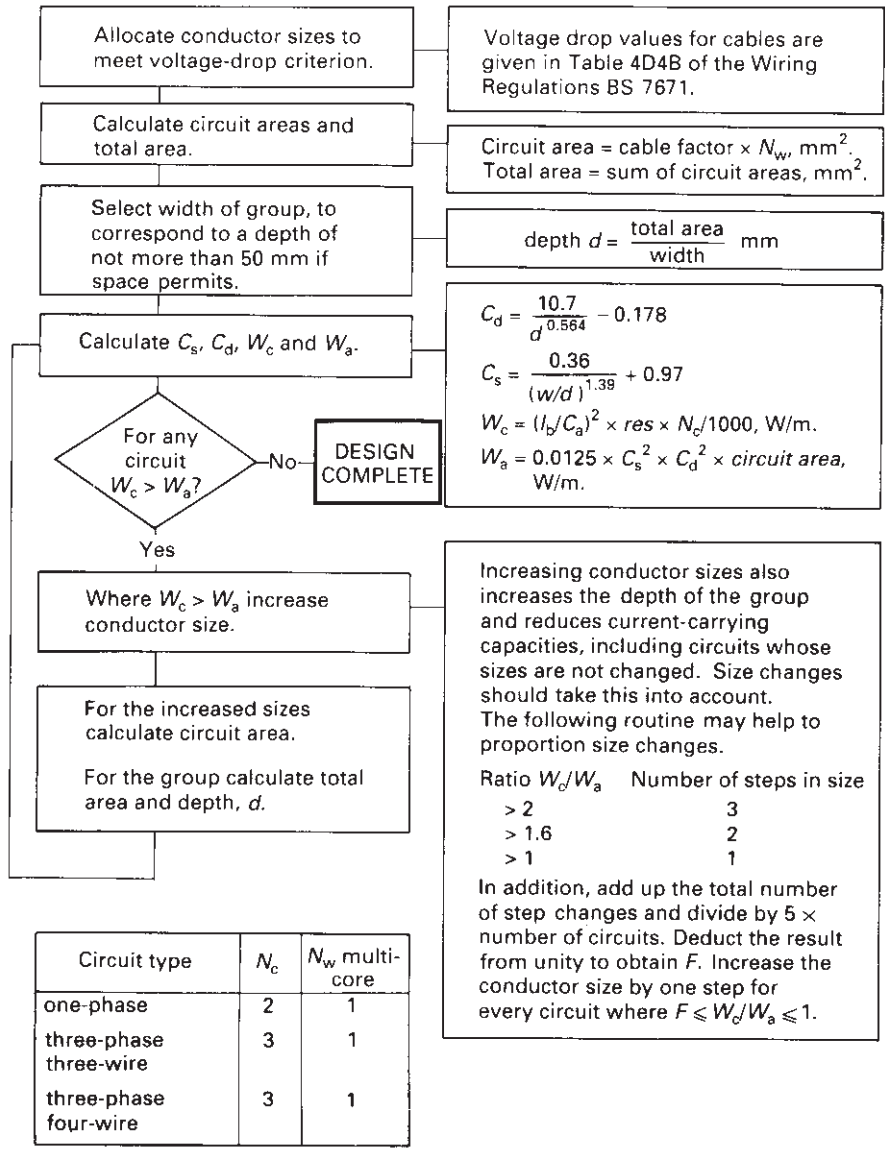 Allocate conductor sizes to
meet voltage-drop criterion.
Voltage drop values for cables are
given in Table 4D4B of the Wiring
Regulations BS 7671.
Calculate circuit areas and
total area.
Circuit area = cable factor × N_w, mm².
Total area = sum of circuit areas, mm².
Select width of group, to
correspond to a depth of
not more than 50 mm if
space permits.
depth d = total area / width mm
Calculate C_s, C_d, W_c and W_a.
C_d = 10.7 / d^0.564 − 0.178
C_s = 0.36 / (w/d)^1.39 + 0.97
W_c = (I_b/C_a)² × res × N_c/1000, W/m.
W_a = 0.0125 × C_s² × C_d² × circuit area,
W/m.
For any
circuit
W_c > W_a?
No
DESIGN
COMPLETE
Yes
Where W_c > W_a increase
conductor size.
For the increased sizes
calculate circuit area.
For the group calculate total
area and depth, d.
Increasing conductor sizes also
increases the depth of the group
and reduces current-carrying
capacities, including circuits whose
sizes are not changed. Size changes
should take this into account.
The following routine may help to
proportion size changes.
Ratio W_c/W_a Number of steps in size
> 2 3
> 1.6 2
> 1 1
In addition, add up the total number
of step changes and divide by 5 ×
number of circuits. Deduct the result
from unity to obtain F. Increase the
conductor size by one step for
every circuit where F ⩽ W_c/W_a ⩽ 1.
Circuit type N_c N_w multi-
core
one-phase 2 1
three-phase 3 1
three-wire
three-phase 3 1
four-wire